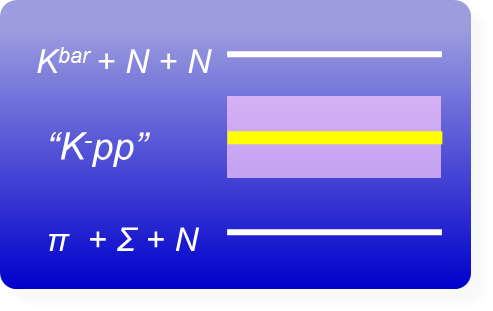 K^bar + N + N
“K^-pp”
π + Σ + N